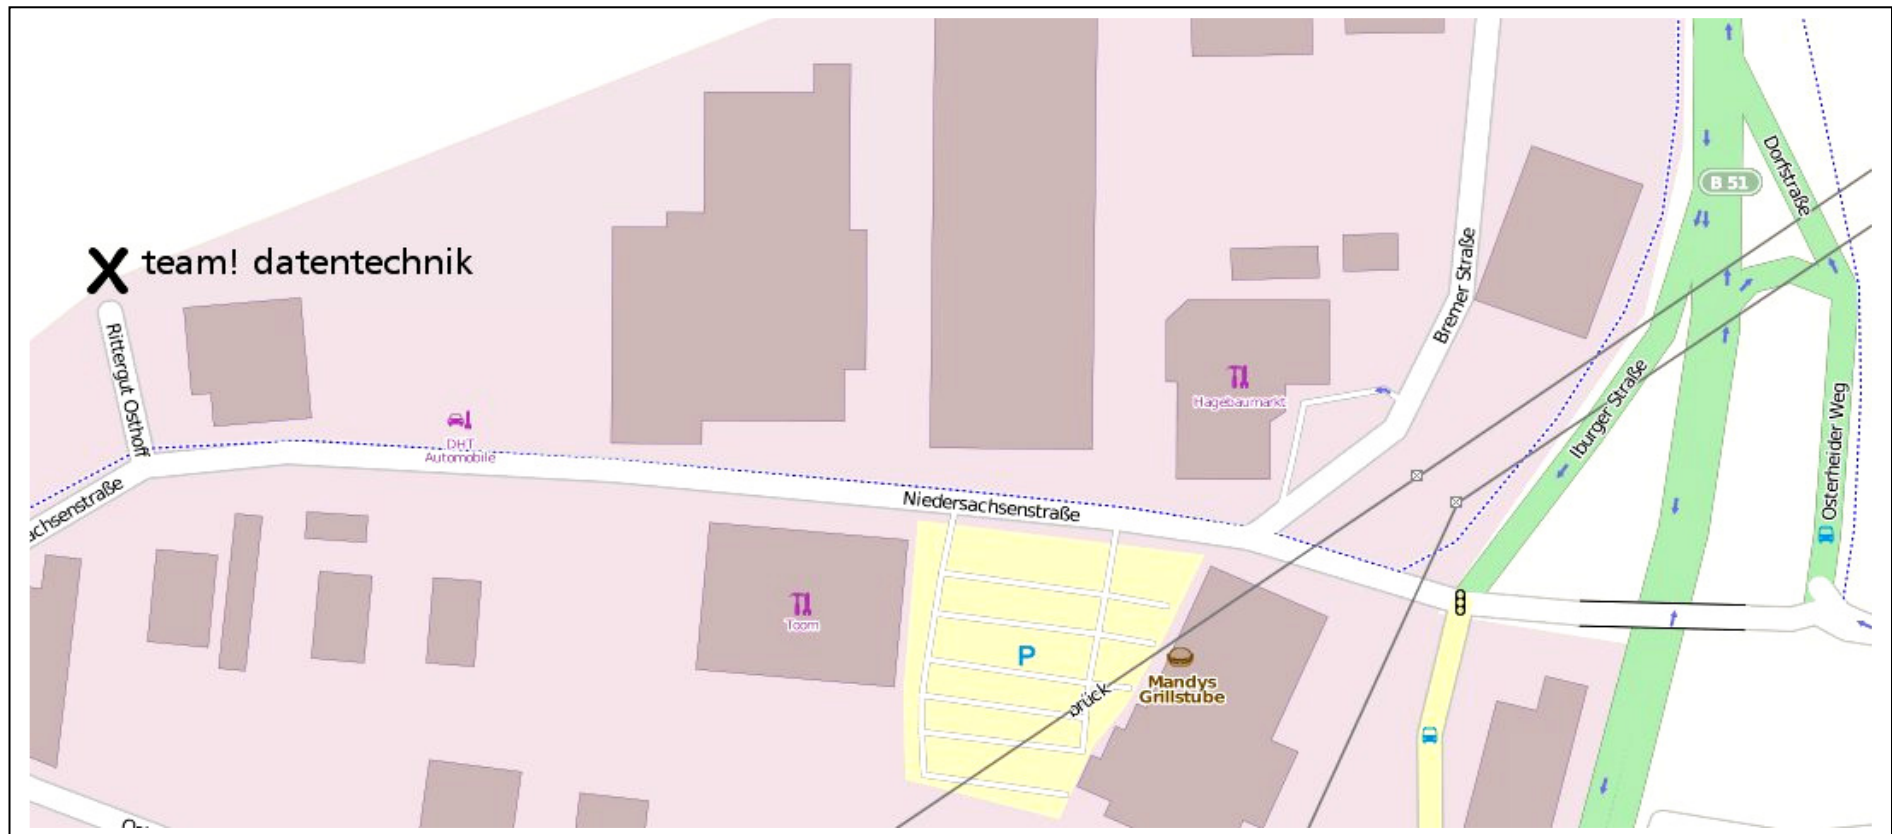 B 51
Dorfstraße
team! datentechnik
Bremer Straße
Rittergut Osthoff
Hagebaumarkt
Iburger Straße
Osterheider Weg
DHT
Automobile
achsenstraße
Niedersachsenstraße
Toom
P
Mandys
Grillstube
brück